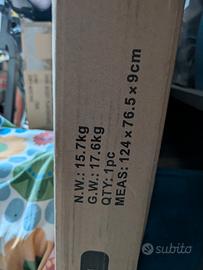 N.W.: 15.7kg
G.W.: 17.6kg
QTY: 1pc
MEAS: 124×76.5×9cm
subito